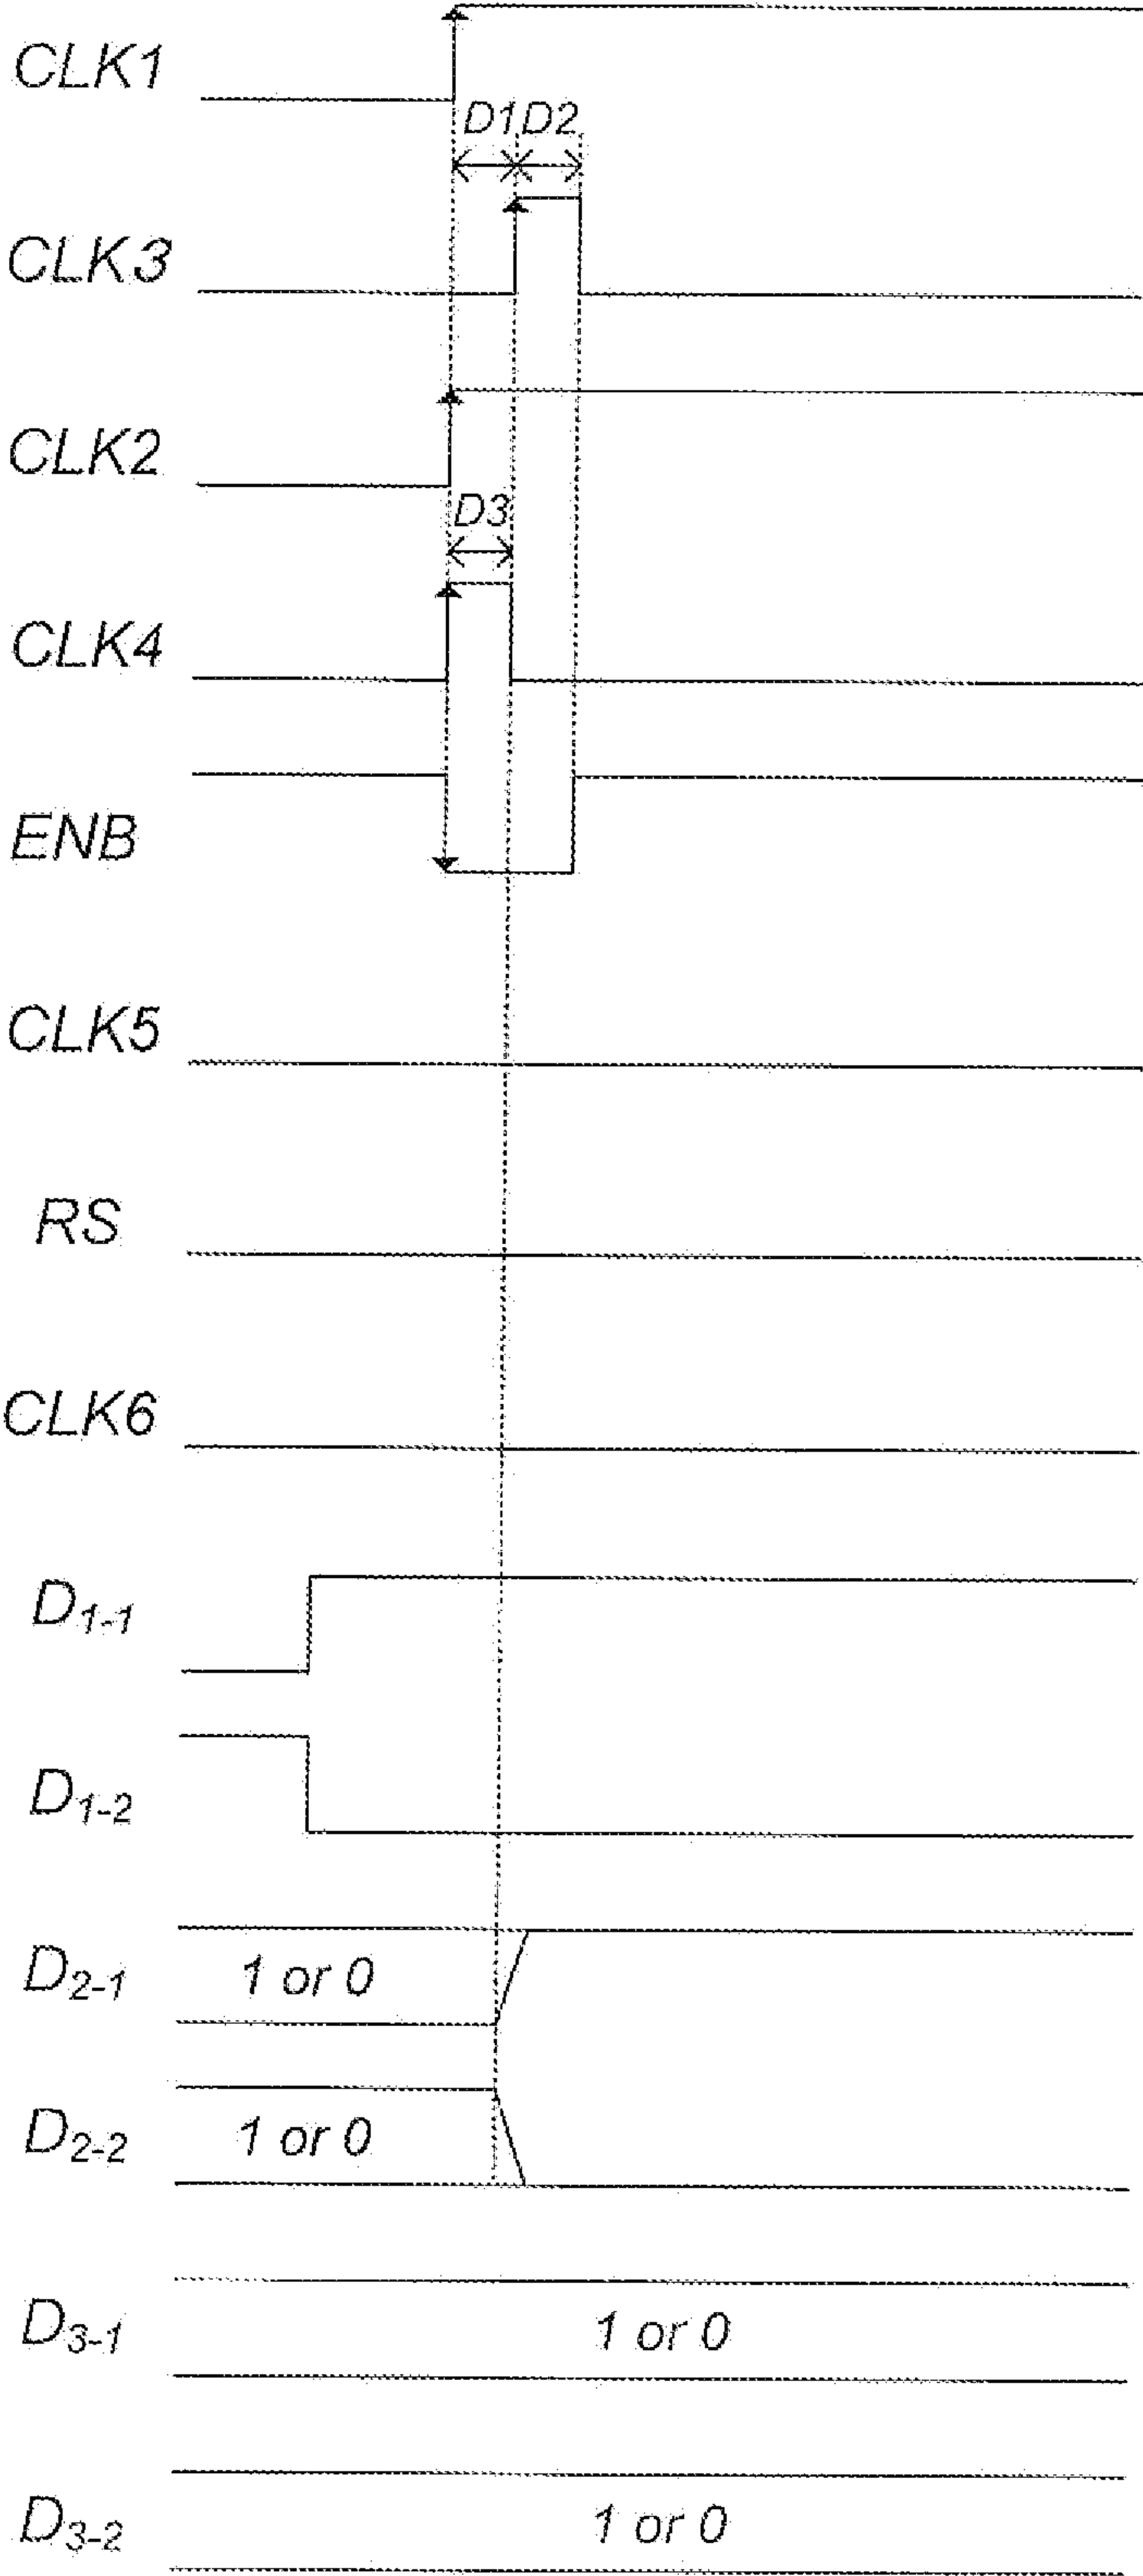 CLK1
D1 D2
CLK3
CLK2
D3
CLK4
ENB
CLK5
RS
CLK6
D1-1
D1-2
D2-1 1 or 0
D2-2 1 or 0
D3-1 1 or 0
D3-2 1 or 0